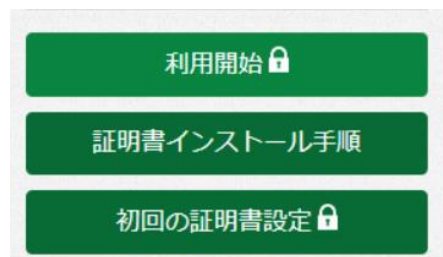 利用開始
証明書インストール手順
初回の証明書設定